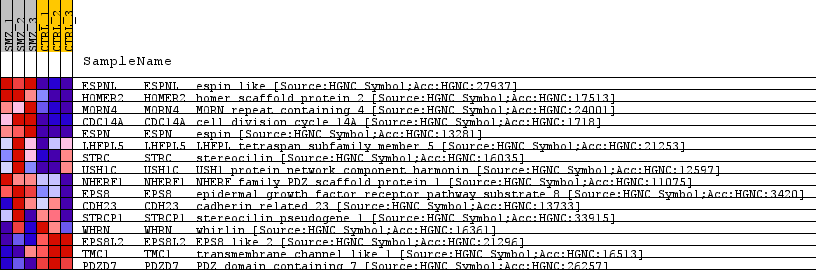 SMZ_1 SMZ_2 SMZ_3 CTRL_1 CTRL_2 CTRL_3
SampleName
ESPNL ESPNL espin like [Source:HGNC Symbol;Acc:HGNC:27937]
HOMER2 HOMER2 homer scaffold protein 2 [Source:HGNC Symbol;Acc:HGNC:17513]
MORN4 MORN4 MORN repeat containing 4 [Source:HGNC Symbol;Acc:HGNC:24001]
CDC14A CDC14A cell division cycle 14A [Source:HGNC Symbol;Acc:HGNC:1718]
ESPN ESPN espin [Source:HGNC Symbol;Acc:HGNC:13281]
LHFPL5 LHFPL5 LHFPL tetraspan subfamily member 5 [Source:HGNC Symbol;Acc:HGNC:21253]
STRC STRC stereocilin [Source:HGNC Symbol;Acc:HGNC:16035]
USH1C USH1C USH1 protein network component harmonin [Source:HGNC Symbol;Acc:HGNC:12597]
NHERF1 NHERF1 NHERF family PDZ scaffold protein 1 [Source:HGNC Symbol;Acc:HGNC:11075]
EPS8 EPS8 epidermal growth factor receptor pathway substrate 8 [Source:HGNC Symbol;Acc:HGNC:3420]
CDH23 CDH23 cadherin related 23 [Source:HGNC Symbol;Acc:HGNC:13733]
STRCP1 STRCP1 stereocilin pseudogene 1 [Source:HGNC Symbol;Acc:HGNC:33915]
WHRN WHRN whirlin [Source:HGNC Symbol;Acc:HGNC:16361]
EPS8L2 EPS8L2 EPS8 like 2 [Source:HGNC Symbol;Acc:HGNC:21296]
TMC1 TMC1 transmembrane channel like 1 [Source:HGNC Symbol;Acc:HGNC:16513]
PDZD7 PDZD7 PDZ domain containing 7 [Source:HGNC Symbol;Acc:HGNC:26257]